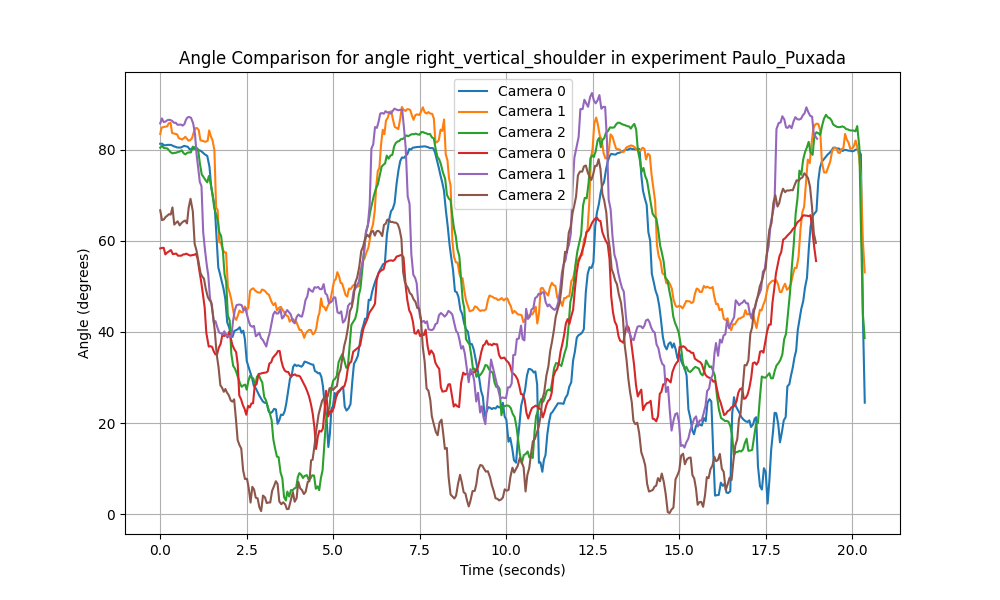 Angle Comparison for angle right_vertical_shoulder in experiment Paulo_Puxada
Camera 0
Camera 1
Camera 2
Camera 0
Camera 1
Camera 2
80
60
40
20
0
Angle (degrees)
0.0 2.5 5.0 7.5 10.0 12.5 15.0 17.5 20.0
Time (seconds)